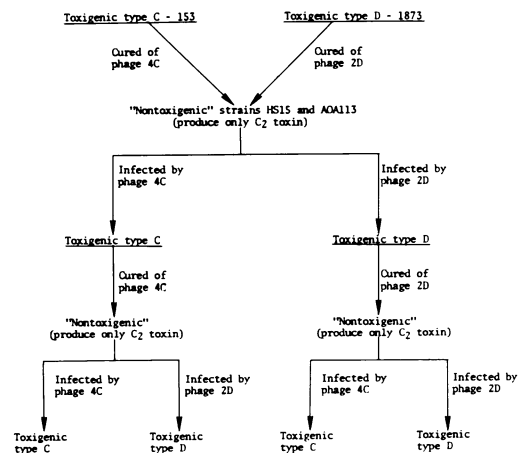 Toxigenic type C - 153
Toxigenic type D - 1873
Cured of
phage 4C
Cured of
phage 2D
"Nontoxigenic" strains HS15 and AOA113
(produce only C2 toxin)
Infected by
phage 4C
Infected by
phage 2D
Toxigenic type C
Toxigenic type D
Cured of
phage 4C
Cured of
phage 2D
"Nontoxigenic"
(produce only C2 toxin)
"Nontoxigenic"
(produce only C2 toxin)
Infected by
phage 4C
Infected by
phage 2D
Infected by
phage 4C
Infected by
phage 2D
Toxigenic
type C
Toxigenic
type D
Toxigenic
type C
Toxigenic
type D